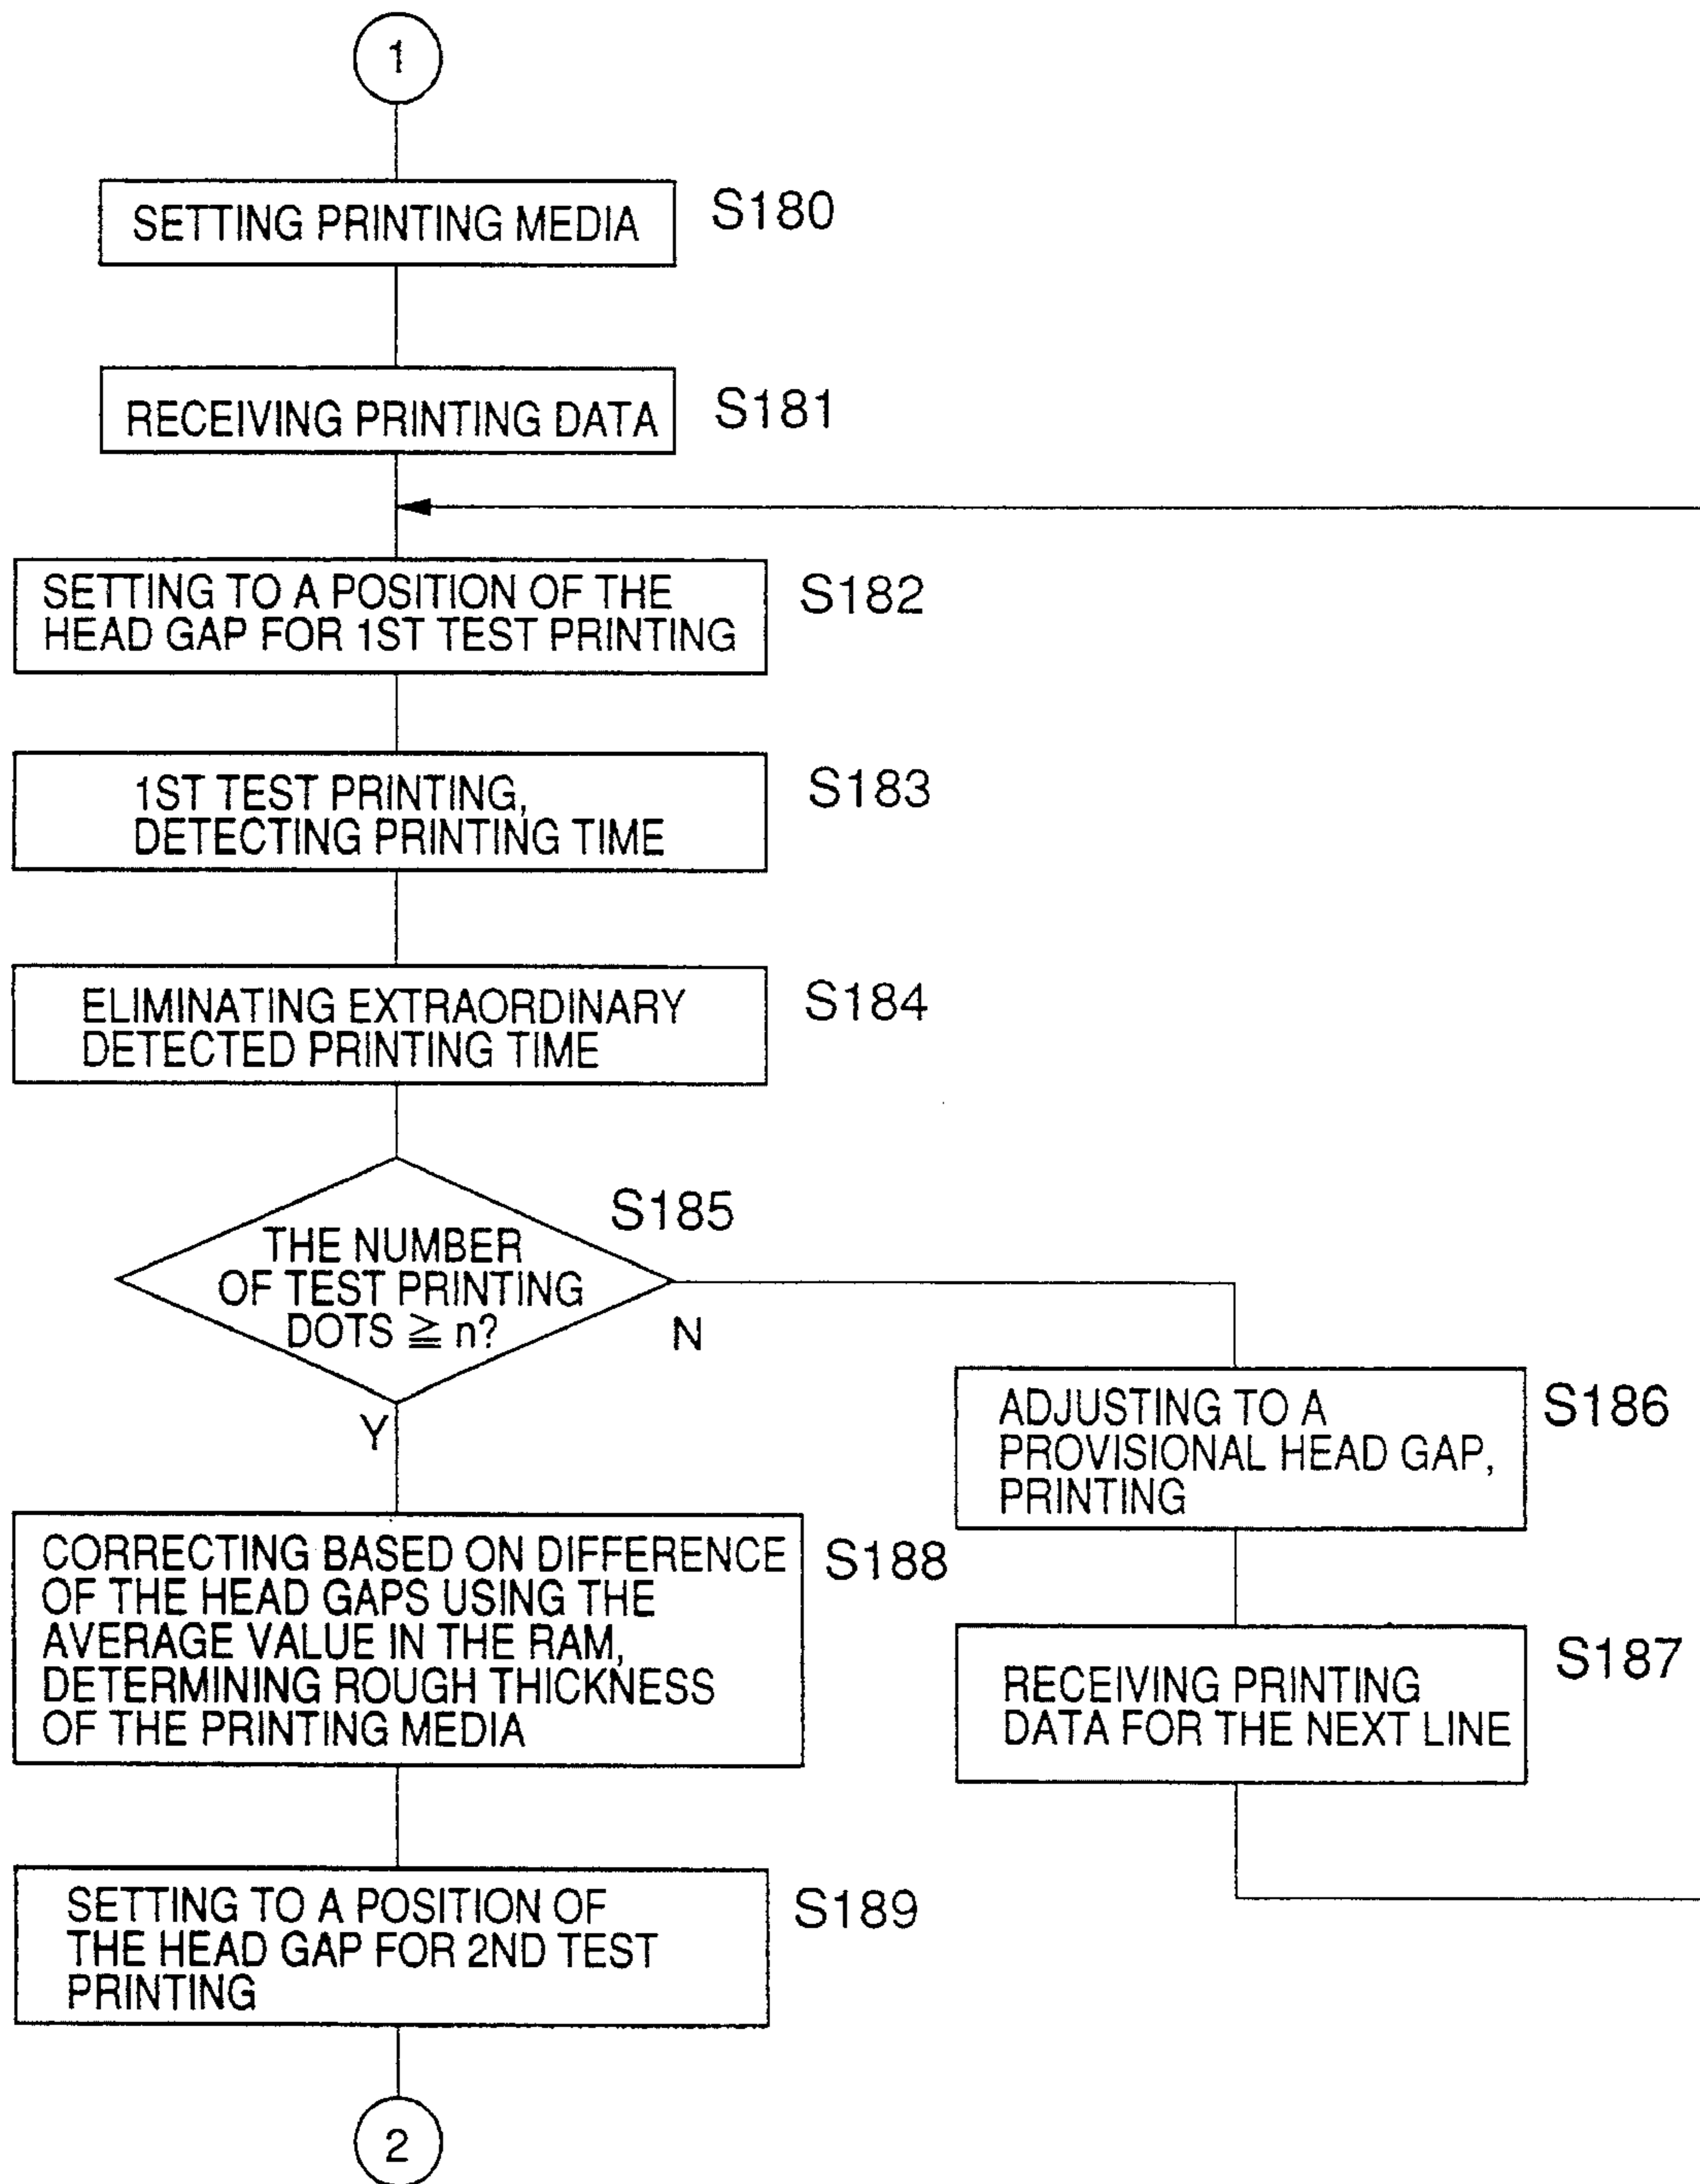 1
SETTING PRINTING MEDIA
S180
RECEIVING PRINTING DATA
S181
SETTING TO A POSITION OF THE
HEAD GAP FOR 1ST TEST PRINTING
S182
1ST TEST PRINTING,
DETECTING PRINTING TIME
S183
ELIMINATING EXTRAORDINARY
DETECTED PRINTING TIME
S184
THE NUMBER
OF TEST PRINTING
DOTS ≧ n?
S185
N
Y
ADJUSTING TO A
PROVISIONAL HEAD GAP,
PRINTING
S186
RECEIVING PRINTING
DATA FOR THE NEXT LINE
S187
CORRECTING BASED ON DIFFERENCE
OF THE HEAD GAPS USING THE
AVERAGE VALUE IN THE RAM,
DETERMINING ROUGH THICKNESS
OF THE PRINTING MEDIA
S188
SETTING TO A POSITION OF
THE HEAD GAP FOR 2ND TEST
PRINTING
S189
2